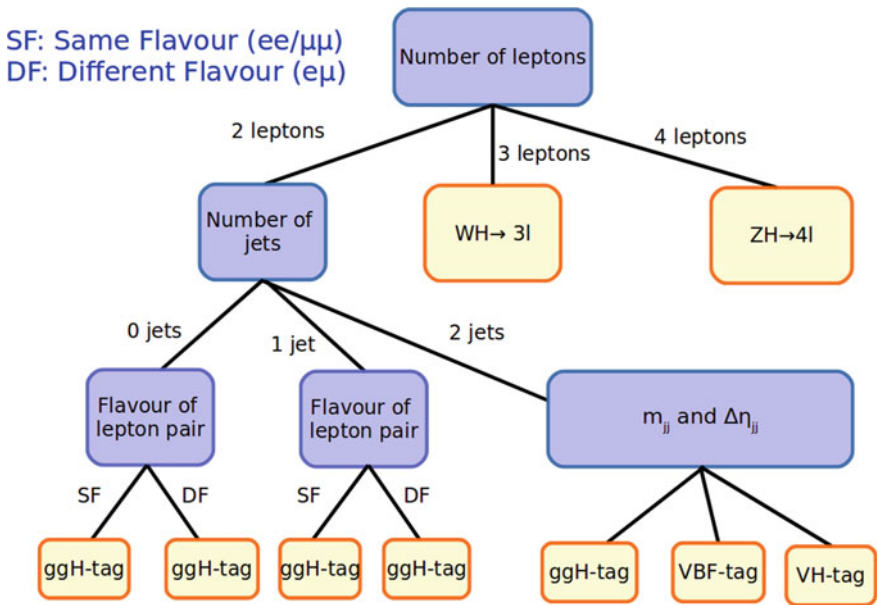 SF: Same Flavour (ee/μμ)
DF: Different Flavour (eμ)
Number of leptons
2 leptons
3 leptons
4 leptons
Number of
jets
WH→ 3l
ZH→4l
0 jets
1 jet
2 jets
Flavour of
lepton pair
Flavour of
lepton pair
mjj and Δηjj
SF
DF
SF
DF
ggH-tag
ggH-tag
ggH-tag
ggH-tag
ggH-tag
VBF-tag
VH-tag